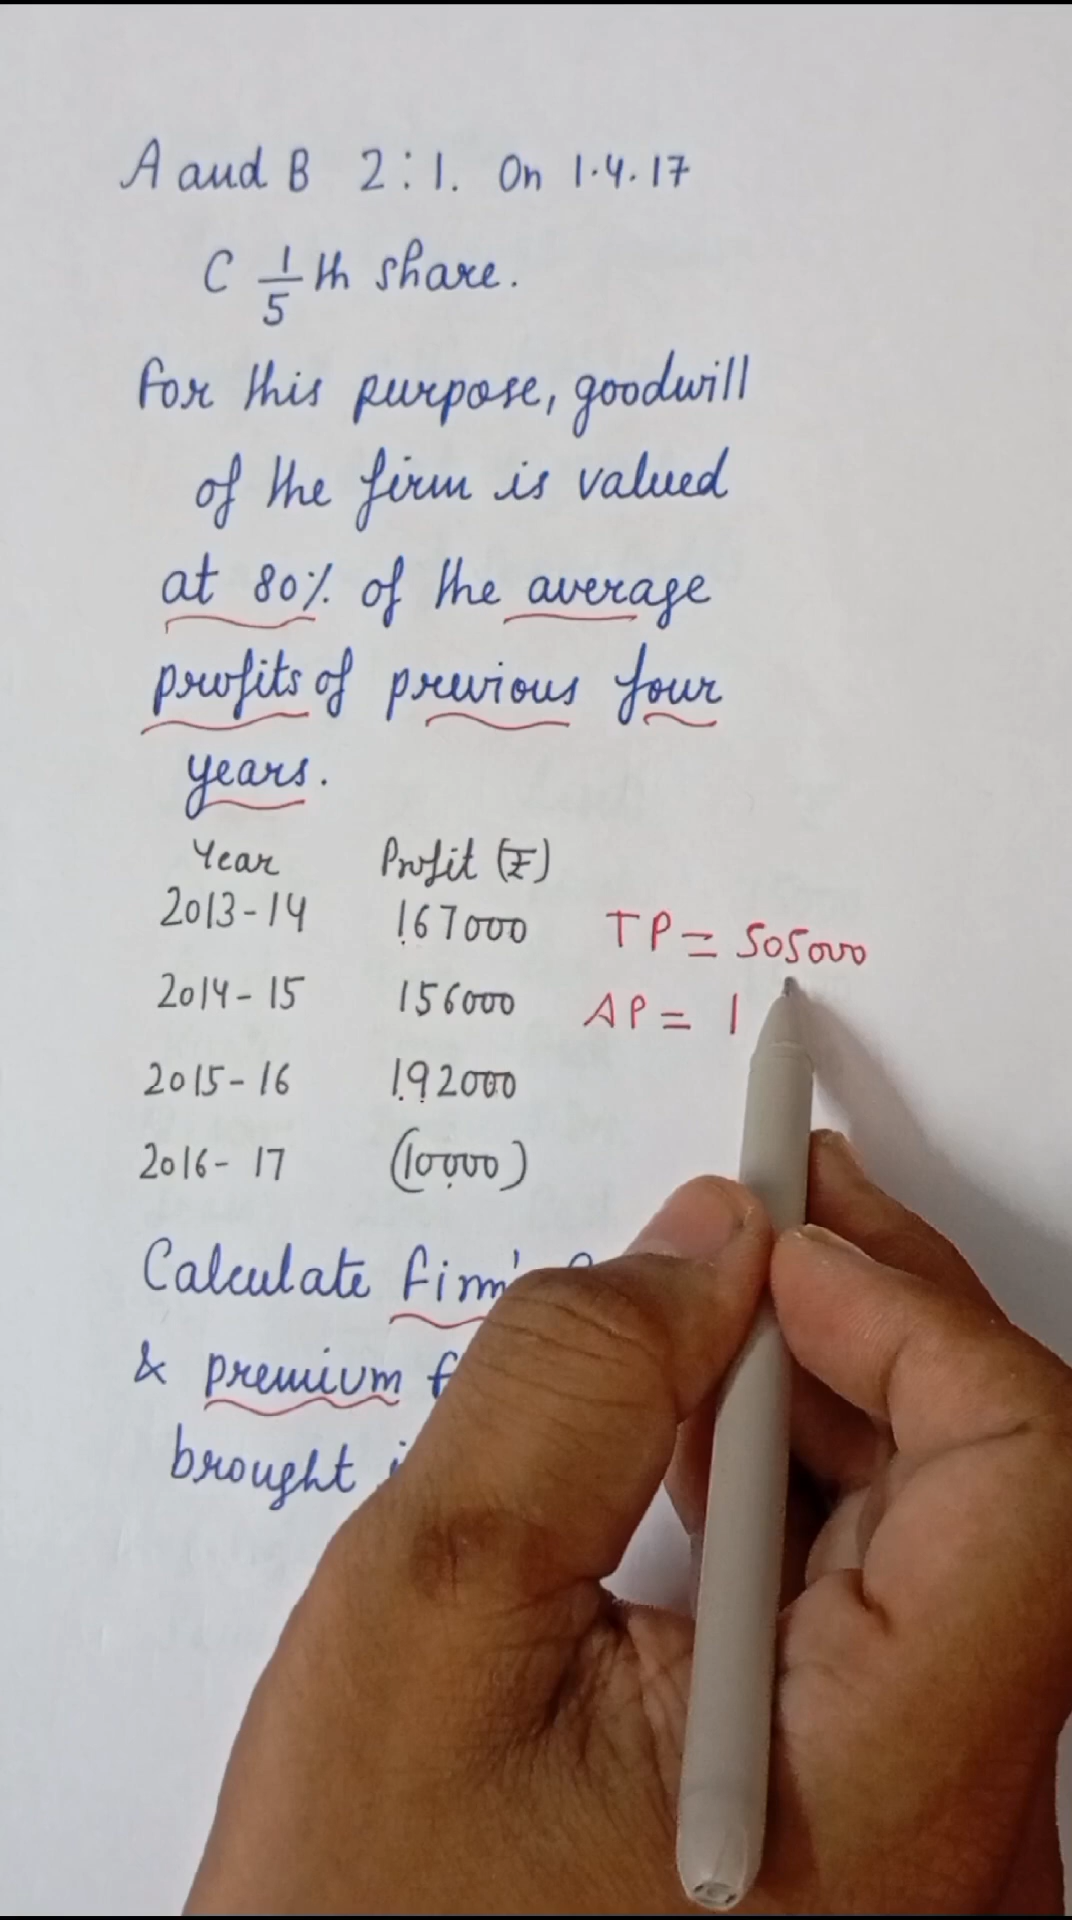 A and B 2:1. On 1.4.17
C 1/5 th share.
For this purpose, goodwill
of the firm is valued
at 80% of the average
profits of previous four
years.
Year Profit (₹)
2013-14 167000 TP = 505000
2014-15 156000 AP = 1
2015-16 192000
2016-17 (10000)
Calculate firm'
& premium f
brought